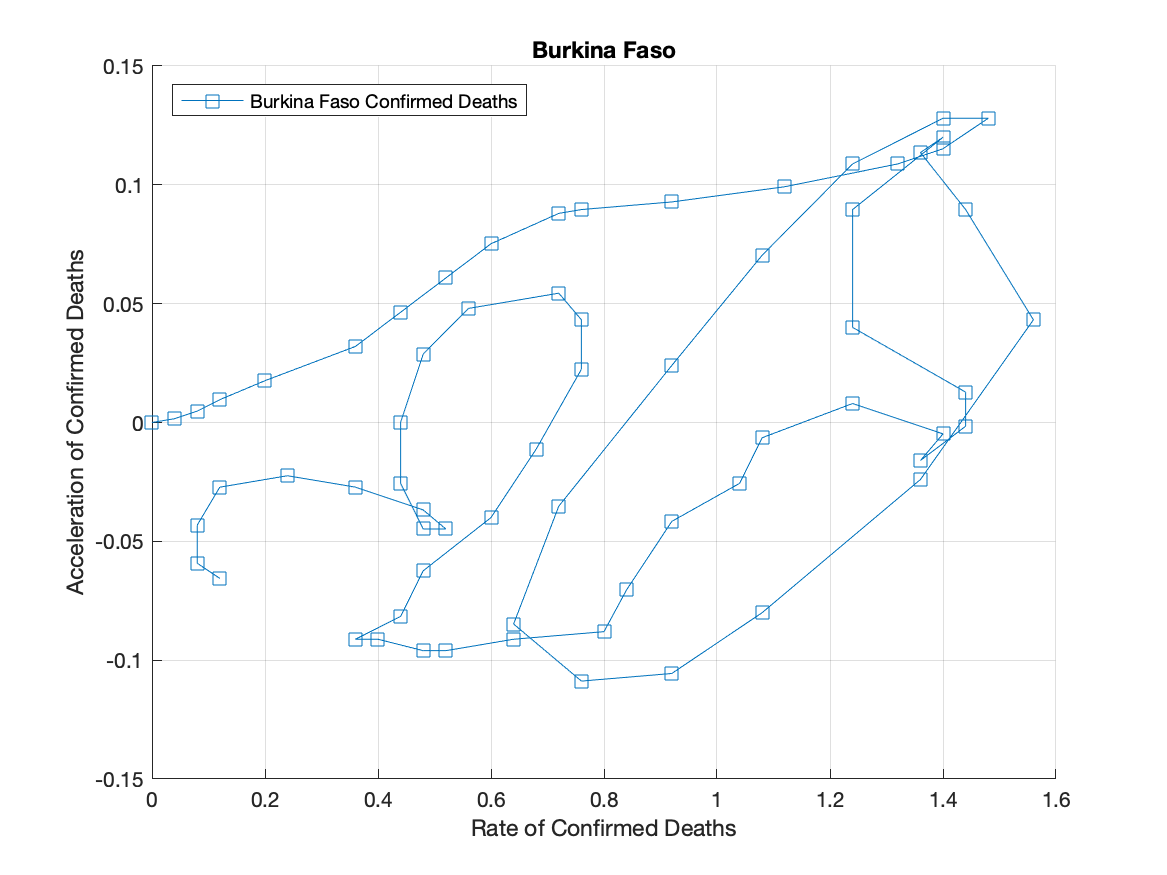 Burkina Faso
Burkina Faso Confirmed Deaths
Acceleration of Confirmed Deaths
0.15
0.1
0.05
0
-0.05
-0.1
-0.15
0 0.2 0.4 0.6 0.8 1 1.2 1.4 1.6
Rate of Confirmed Deaths